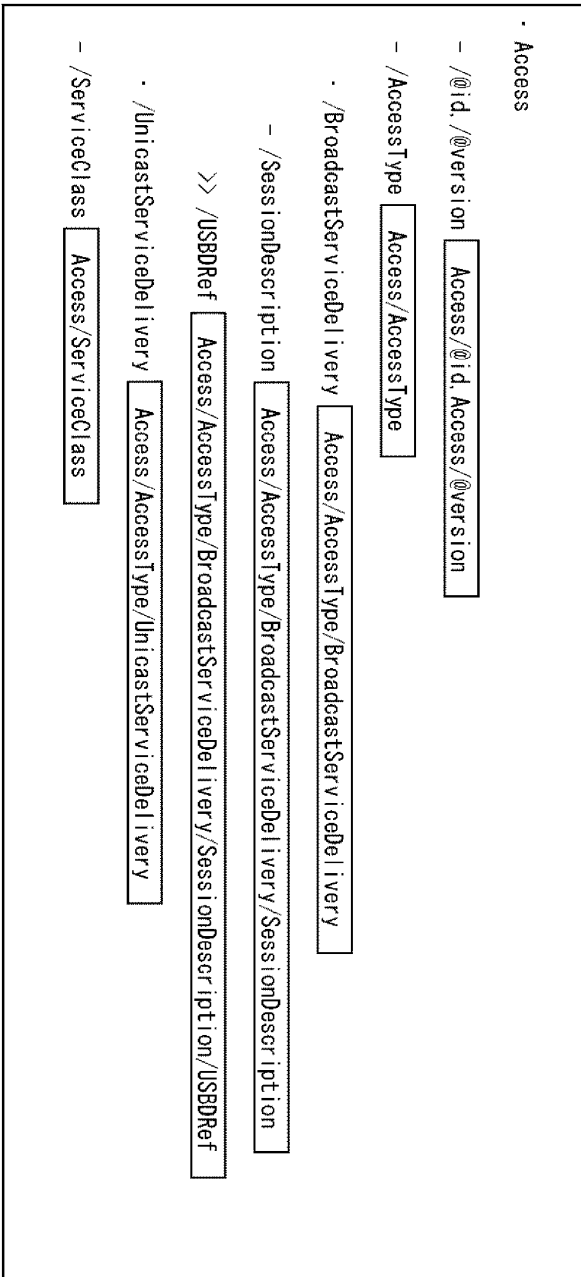 · Access
- /@id, /@version Access/@id, Access/@version
- /AccessType Access/AccessType
· /BroadcastServiceDelivery Access/AccessType/BroadcastServiceDelivery
- /SessionDescription Access/AccessType/BroadcastServiceDelivery/SessionDescription
>> /USBDRef Access/AccessType/BroadcastServiceDelivery/SessionDescription/USBDRef
· /UnicastServiceDelivery Access/AccessType/UnicastServiceDelivery
- /ServiceClass Access/ServiceClass